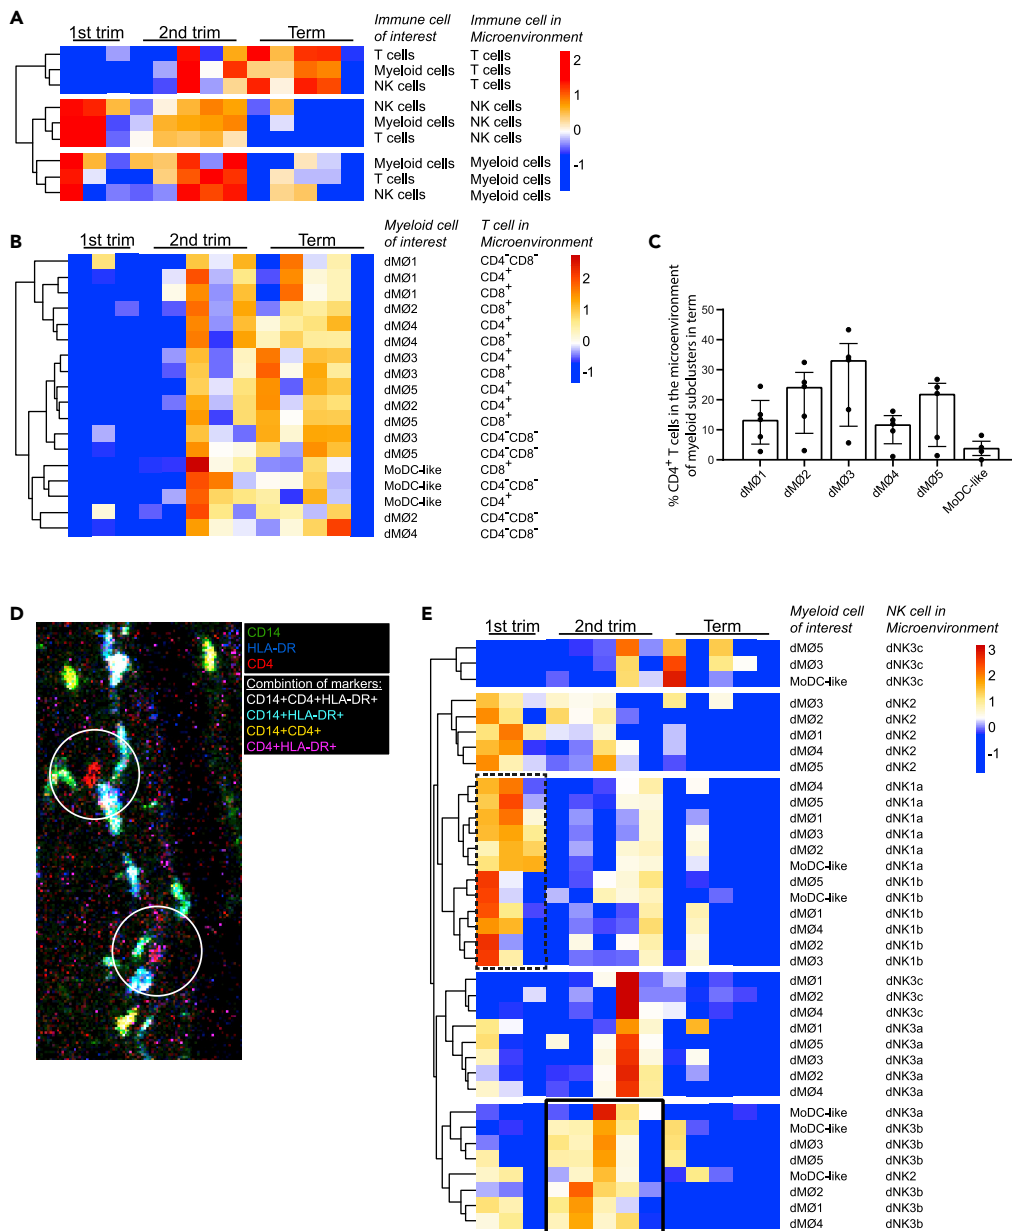 A
1st trim 2nd trim Term
Immune cell of interest Immune cell in Microenvironment
T cells T cells
Myeloid cells T cells
NK cells T cells
NK cells NK cells
Myeloid cells NK cells
T cells NK cells
Myeloid cells Myeloid cells
T cells Myeloid cells
NK cells Myeloid cells
2
1
0
-1
B
1st trim 2nd trim Term
Myeloid cell of interest T cell in Microenvironment
dMØ1 CD4⁻CD8⁻
dMØ1 CD4⁺
dMØ1 CD8⁺
dMØ2 CD8⁺
dMØ4 CD4⁺
dMØ4 CD8⁺
dMØ3 CD4⁺
dMØ3 CD8⁺
dMØ5 CD4⁺
dMØ2 CD4⁺
dMØ5 CD8⁺
dMØ3 CD4⁻CD8⁻
dMØ5 CD4⁻CD8⁻
MoDC-like CD8⁺
MoDC-like CD4⁻CD8⁻
MoDC-like CD4⁺
dMØ2 CD4⁻CD8⁻
dMØ4 CD4⁻CD8⁻
2
1
0
-1
C
% CD4⁺ T cells in the microenvironment
of myeloid subclusters in term
50
40
30
20
10
0
dMØ1 dMØ2 dMØ3 dMØ4 dMØ5 MoDC-like
D
CD14
HLA-DR
CD4
Combintion of markers:
CD14+CD4+HLA-DR+
CD14+HLA-DR+
CD14+CD4+
CD4+HLA-DR+
E
1st trim 2nd trim Term
Myeloid cell of interest NK cell in Microenvironment
dMØ5 dNK3c
dMØ3 dNK3c
MoDC-like dNK3c
dMØ3 dNK2
dMØ2 dNK2
dMØ1 dNK2
dMØ4 dNK2
dMØ5 dNK2
dMØ4 dNK1a
dMØ5 dNK1a
dMØ1 dNK1a
dMØ3 dNK1a
dMØ2 dNK1a
MoDC-like dNK1a
dMØ5 dNK1b
MoDC-like dNK1b
dMØ1 dNK1b
dMØ4 dNK1b
dMØ2 dNK1b
dMØ3 dNK1b
dMØ1 dNK3c
dMØ2 dNK3c
dMØ4 dNK3c
dMØ1 dNK3a
dMØ5 dNK3a
dMØ3 dNK3a
dMØ2 dNK3a
dMØ4 dNK3a
MoDC-like dNK3a
MoDC-like dNK3b
dMØ3 dNK3b
dMØ5 dNK3b
MoDC-like dNK2
dMØ2 dNK3b
dMØ1 dNK3b
dMØ4 dNK3b
3
2
1
0
-1